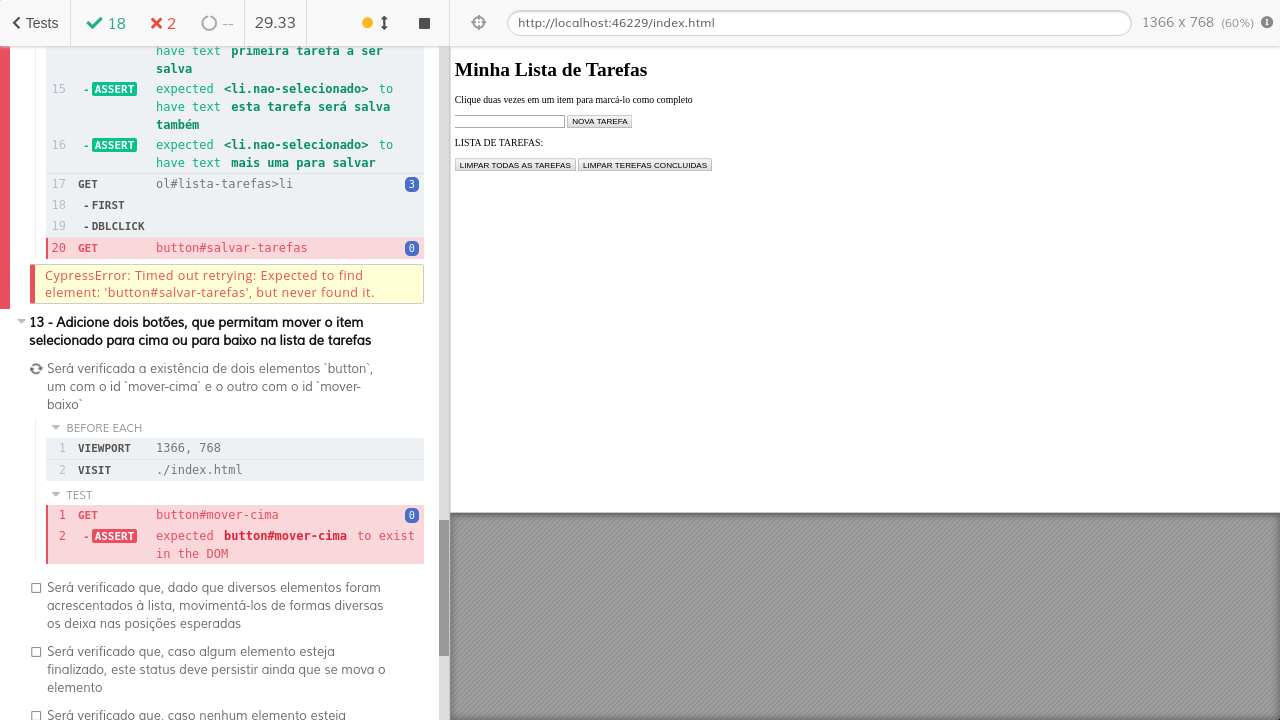 Tests 18 2 -- 29.33 http://localhost:46229/index.html 1366 x 768 (60%)
have text primeira tarefa a ser
salva
15 - ASSERT expected <li.nao-selecionado> to
have text esta tarefa será salva
também
16 - ASSERT expected <li.nao-selecionado> to
have text mais uma para salvar
17 GET ol#lista-tarefas>li 3
18 - FIRST
19 - DBLCLICK
20 GET button#salvar-tarefas 0
CypressError: Timed out retrying: Expected to find
element: 'button#salvar-tarefas', but never found it.
13 - Adicione dois botões, que permitam mover o item
selecionado para cima ou para baixo na lista de tarefas
Será verificada a existência de dois elementos `button`,
um com o id `mover-cima` e o outro com o id `mover-
baixo`
BEFORE EACH
1 VIEWPORT 1366, 768
2 VISIT ./index.html
TEST
1 GET button#mover-cima 0
2 - ASSERT expected button#mover-cima to exist
in the DOM
Será verificado que, dado que diversos elementos foram
acrescentados à lista, movimentá-los de formas diversas
os deixa nas posições esperadas
Será verificado que, caso algum elemento esteja
finalizado, este status deve persistir ainda que se mova o
elemento
Será verificado que, caso nenhum elemento esteja
Minha Lista de Tarefas
Clique duas vezes em um item para marcá-lo como completo
NOVA TAREFA
LISTA DE TAREFAS:
LIMPAR TODAS AS TAREFAS LIMPAR TEREFAS CONCLUIDAS